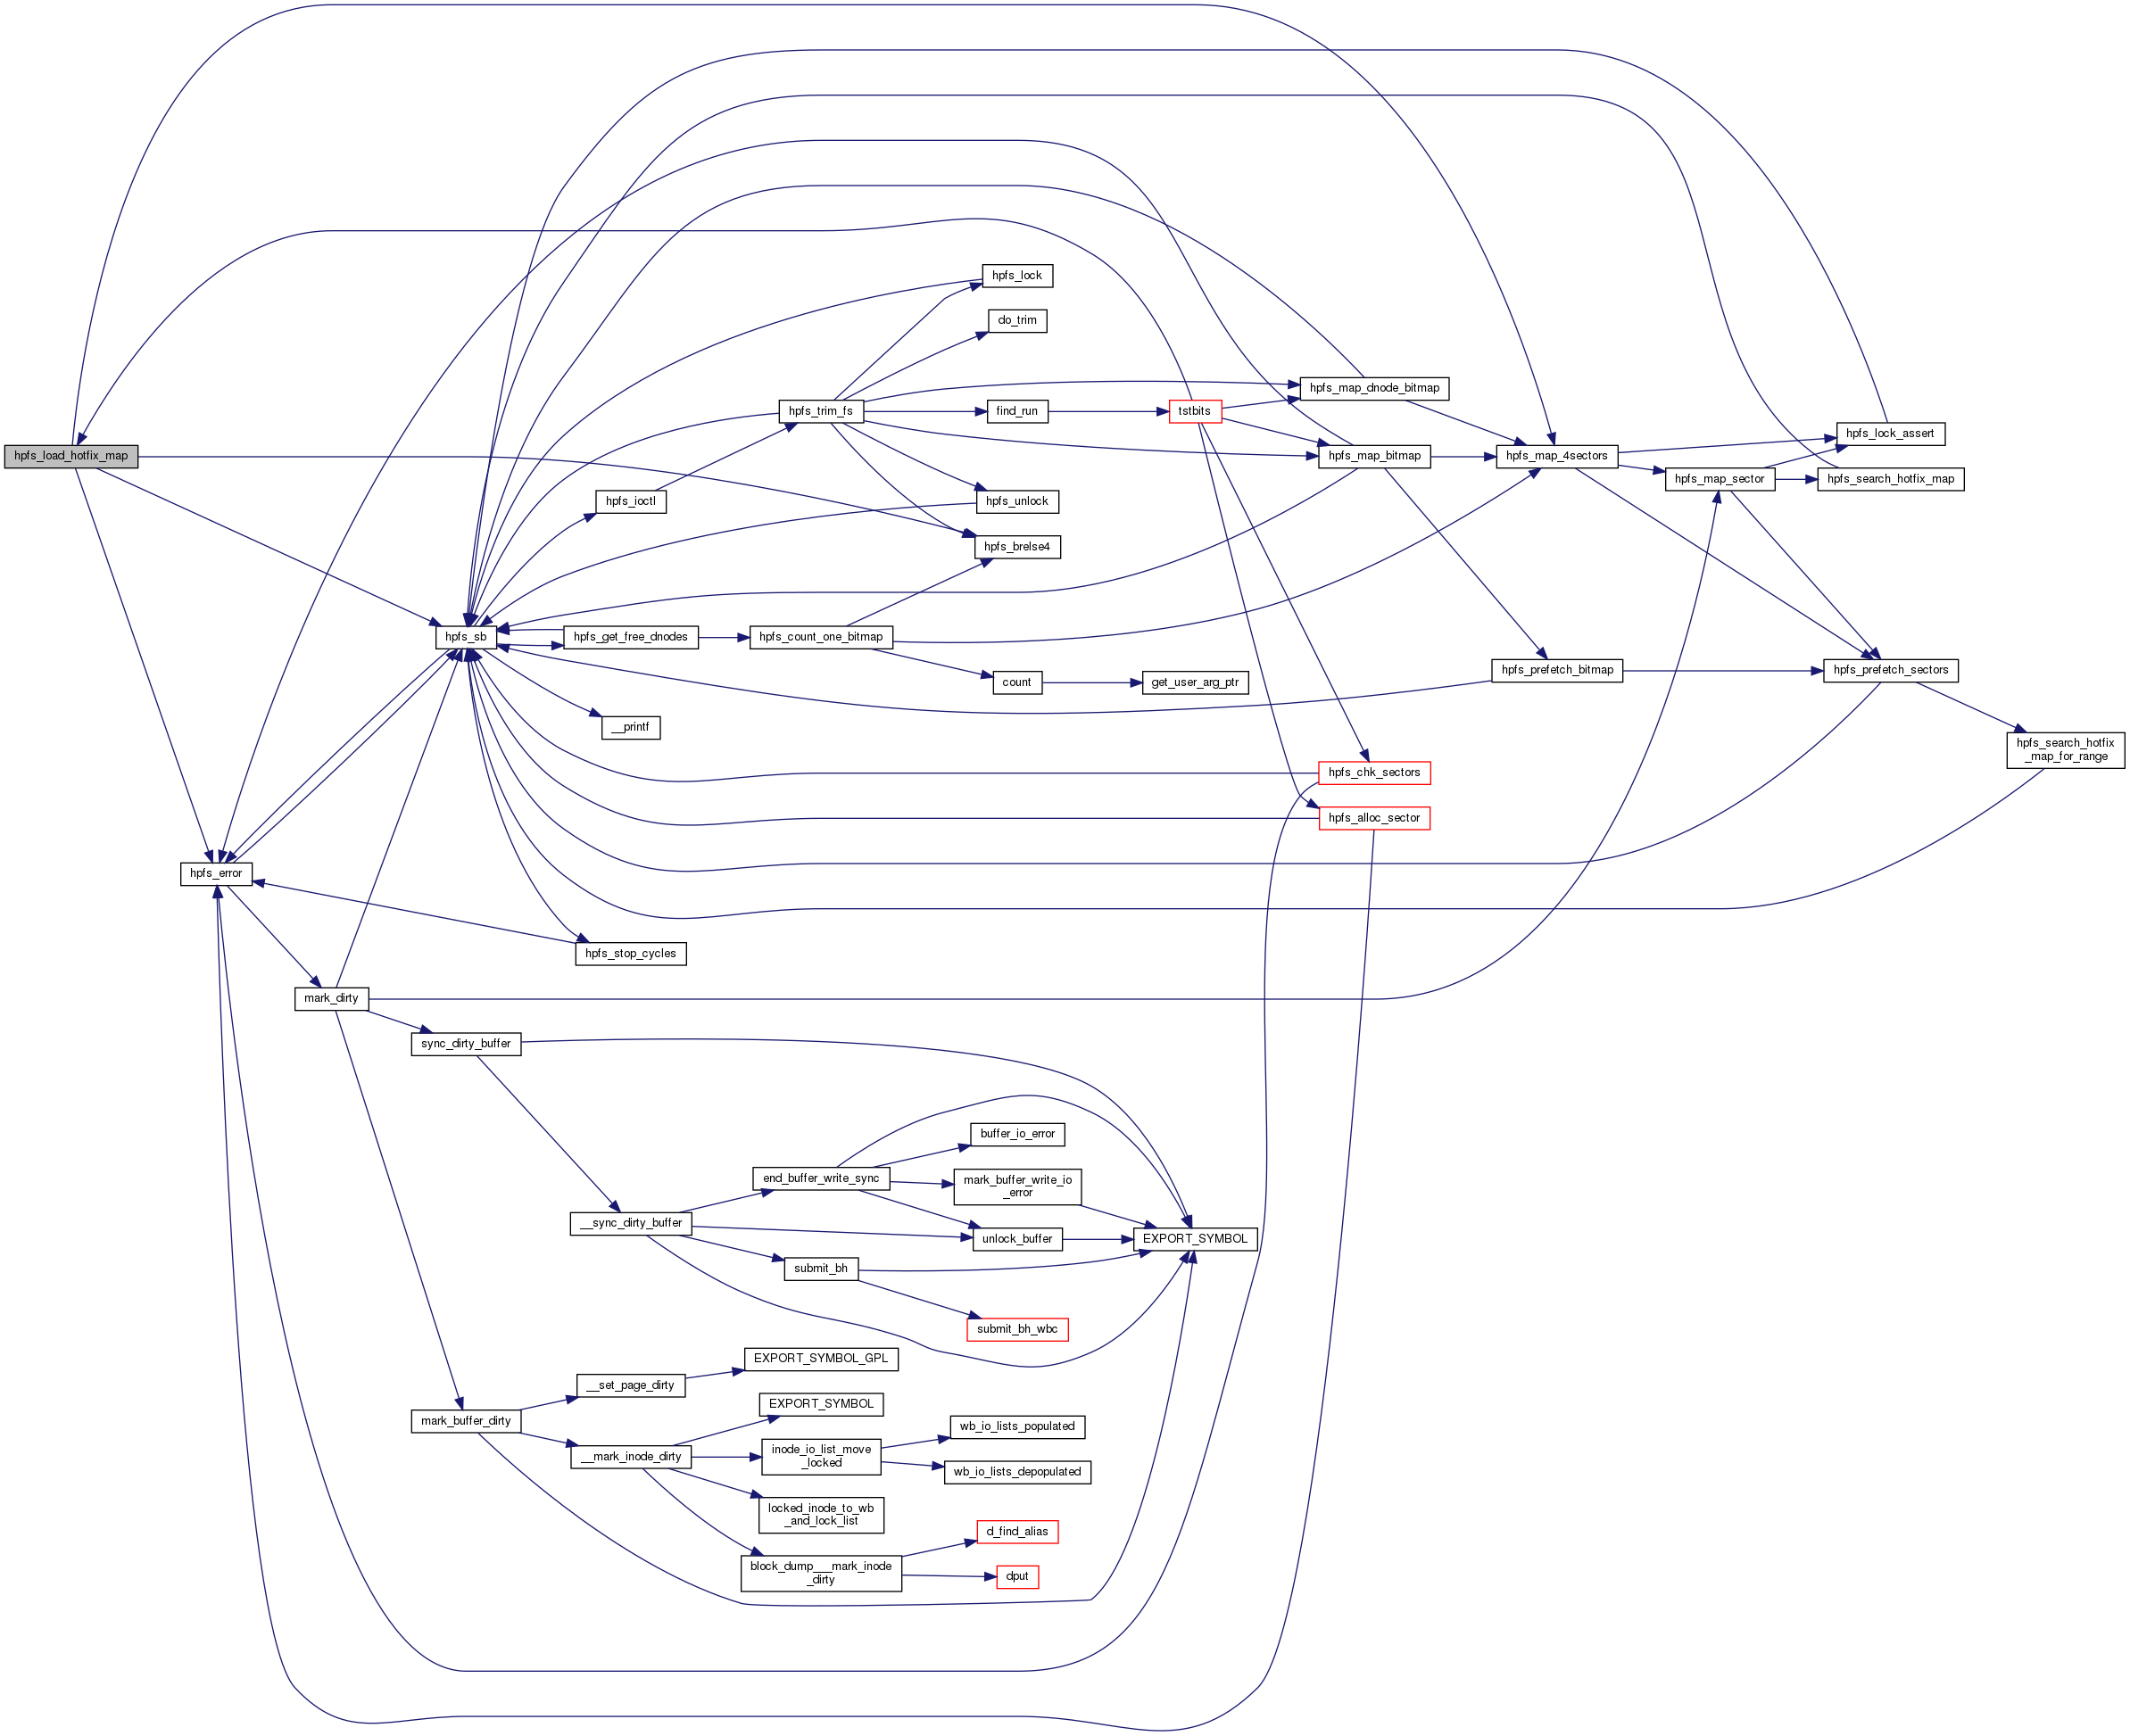 hpfs_lock
do_trim
hpfs_map_dnode_bitmap
hpfs_trim_fs
find_run
tstbits
hpfs_lock_assert
hpfs_load_hotfix_map
hpfs_map_bitmap
hpfs_map_4sectors
hpfs_map_sector
hpfs_search_hotfix_map
hpfs_ioctl
hpfs_unlock
hpfs_brelse4
hpfs_sb
hpfs_get_free_dnodes
hpfs_count_one_bitmap
hpfs_prefetch_bitmap
hpfs_prefetch_sectors
count
get_user_arg_ptr
__printf
hpfs_search_hotfix
_map_for_range
hpfs_chk_sectors
hpfs_alloc_sector
hpfs_error
hpfs_stop_cycles
mark_dirty
sync_dirty_buffer
buffer_io_error
end_buffer_write_sync
mark_buffer_write_io
_error
__sync_dirty_buffer
unlock_buffer
EXPORT_SYMBOL
submit_bh
submit_bh_wbc
EXPORT_SYMBOL_GPL
__set_page_dirty
EXPORT_SYMBOL
mark_buffer_dirty
wb_io_lists_populated
__mark_inode_dirty
inode_io_list_move
_locked
wb_io_lists_depopulated
locked_inode_to_wb
_and_lock_list
d_find_alias
block_dump___mark_inode
_dirty
dput